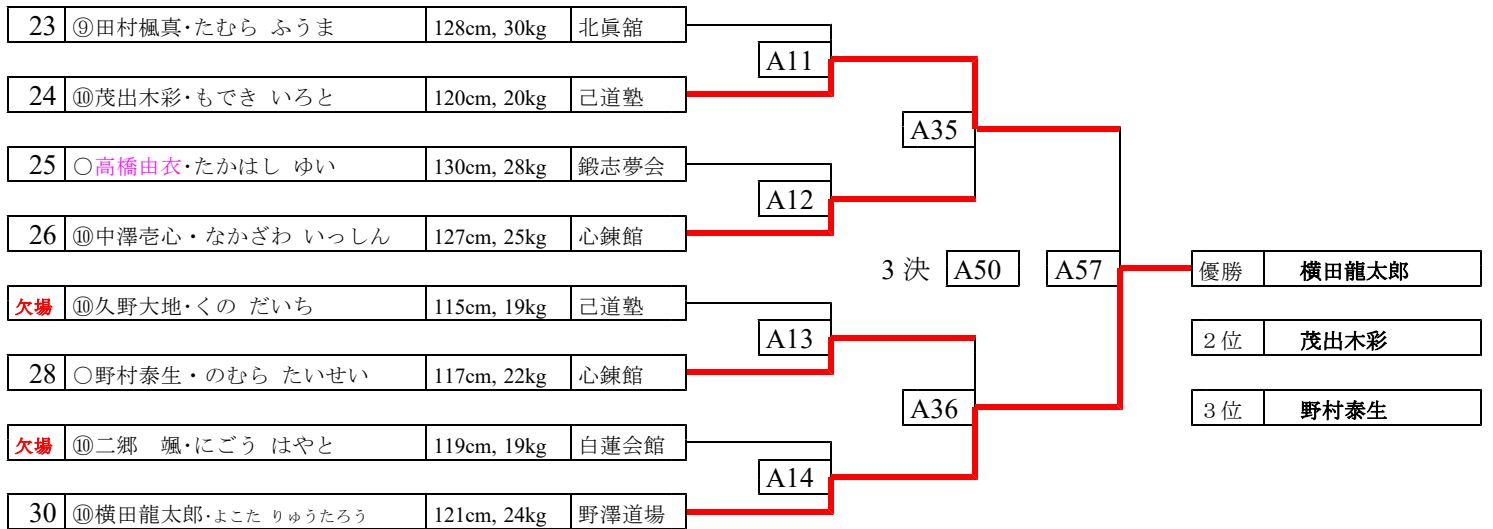 23 ⑨田村楓真・たむら ふうま 128cm, 30kg 北眞舘
A11
24 ⑩茂出木彩・もでき いろと 120cm, 20kg 己道塾
A35
25 ○高橋由衣・たかはし ゆい 130cm, 28kg 鍛志夢会
A12
26 ⑩中澤壱心・なかざわ いっしん 127cm, 25kg 心錬館
3決 A50 A57 優勝 横田龍太郎
欠場 ⑩久野大地・くの だいち 115cm, 19kg 己道塾
A13 2位 茂出木彩
28 ○野村泰生・のむら たいせい 117cm, 22kg 心錬館
A36 3位 野村泰生
欠場 ⑩二郷 颯・にごう はやと 119cm, 19kg 白蓮会館
A14
30 ⑩横田龍太郎・よこた りゅうたろう 121cm, 24kg 野澤道場